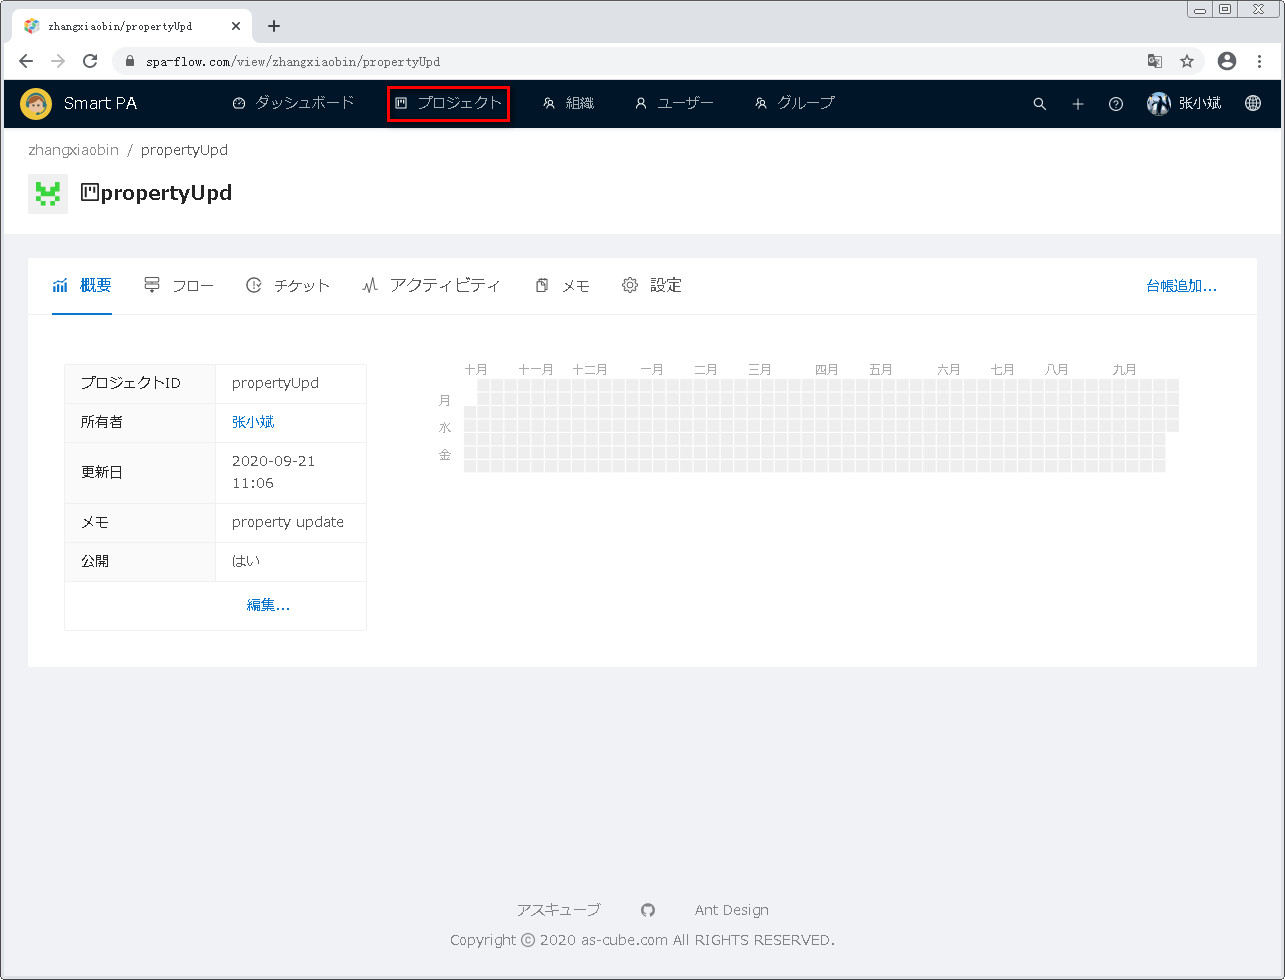 zhangxiaobin/propertyUpd
spa-flow.com/view/zhangxiaobin/propertyUpd
Smart PA ダッシュボード プロジェクト 組織 ユーザー グループ 张小斌
zhangxiaobin / propertyUpd
propertyUpd
概要 フロー チケット アクティビティ メモ 設定 台帳追加...
十月 十一月 十二月 一月 二月 三月 四月 五月 六月 七月 八月 九月
月
水
金
プロジェクトID propertyUpd
所有者 张小斌
更新日 2020-09-21
11:06
メモ property update
公開 はい
編集...
アスキューブ Ant Design
Copyright © 2020 as-cube.com All RIGHTS RESERVED.